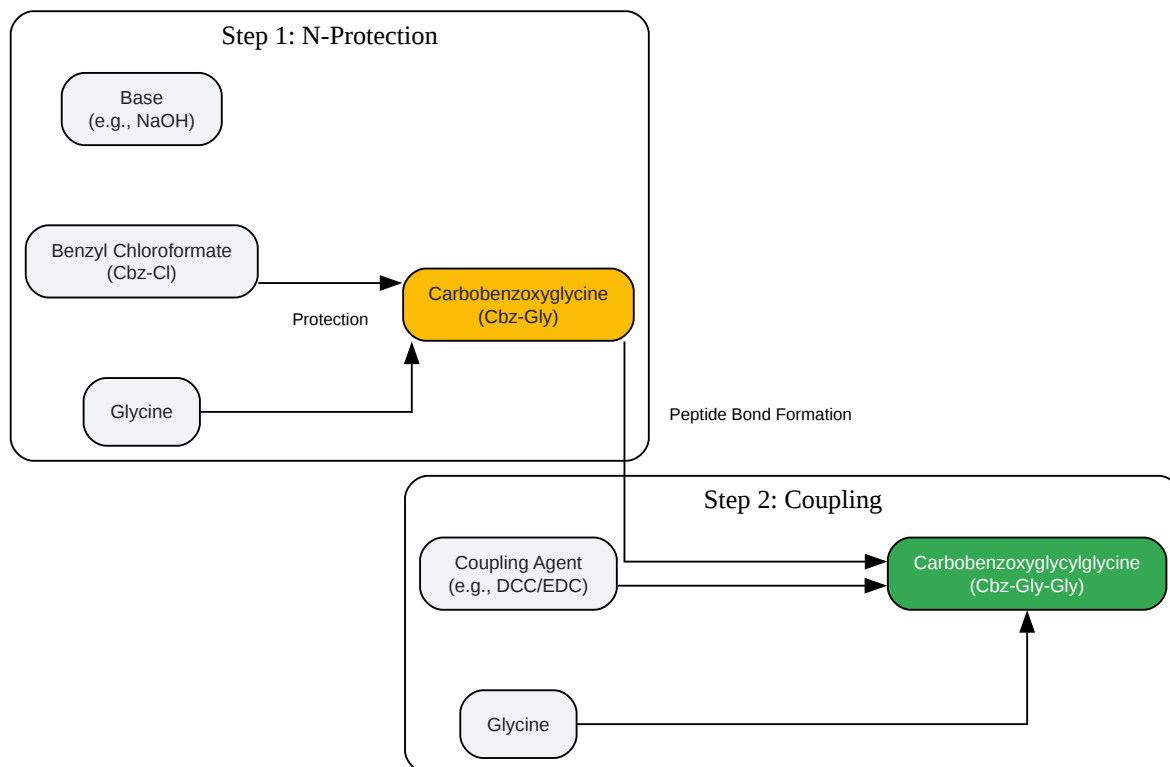 Step 1: N-Protection
Base
(e.g., NaOH)
Benzyl Chloroformate
(Cbz-Cl)
Protection
Carbobenzoxyglycine
(Cbz-Gly)
Glycine
Peptide Bond Formation
Step 2: Coupling
Coupling Agent
(e.g., DCC/EDC)
Carbobenzoxyglycylglycine
(Cbz-Gly-Gly)
Glycine